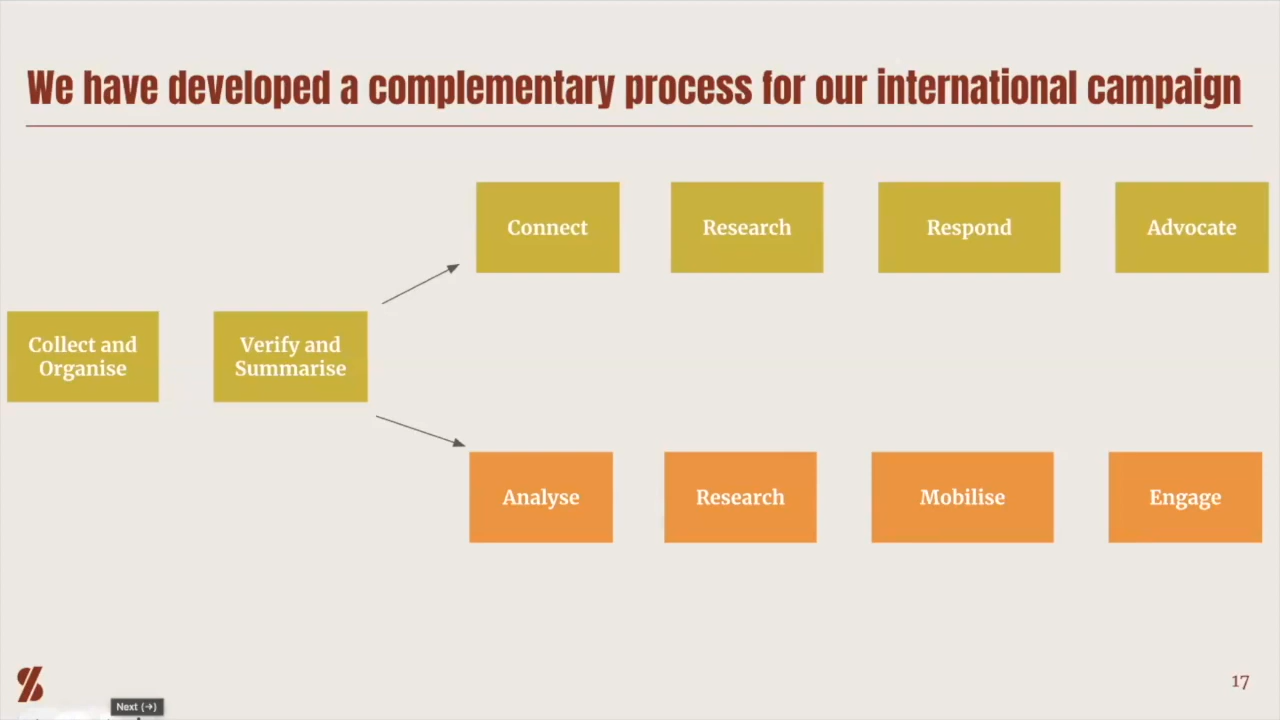 We have developed a complementary process for our international campaign
Connect
Research
Respond
Advocate
Collect and
Organise
Verify and
Summarise
Analyse
Research
Mobilise
Engage
17
Next (→)